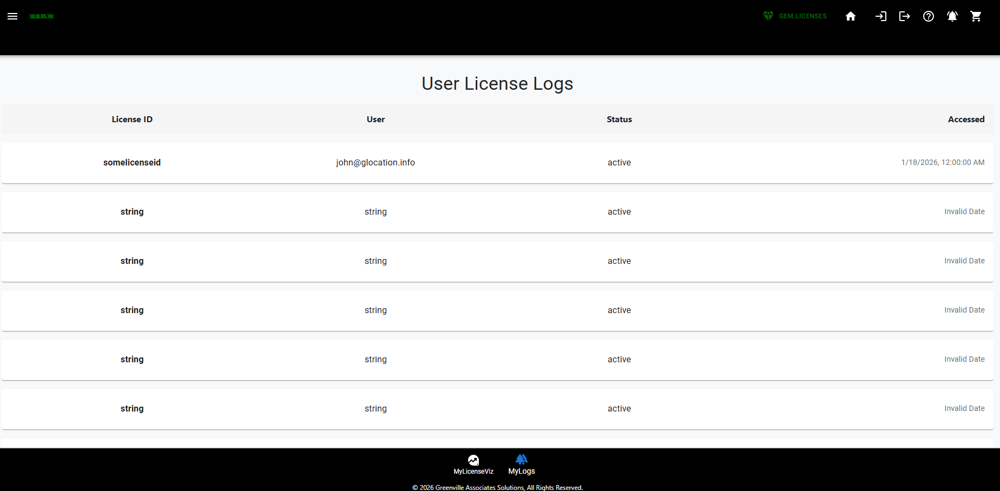 GEM.LICENSES
User License Logs
License ID User Status Accessed
somelicenseid john@glocation.info active 1/18/2026, 12:00:00 AM
string string active Invalid Date
string string active Invalid Date
string string active Invalid Date
string string active Invalid Date
string string active Invalid Date
MyLicenseViz MyLogs
© 2026 Greenville Associates Solutions, All Rights Reserved.